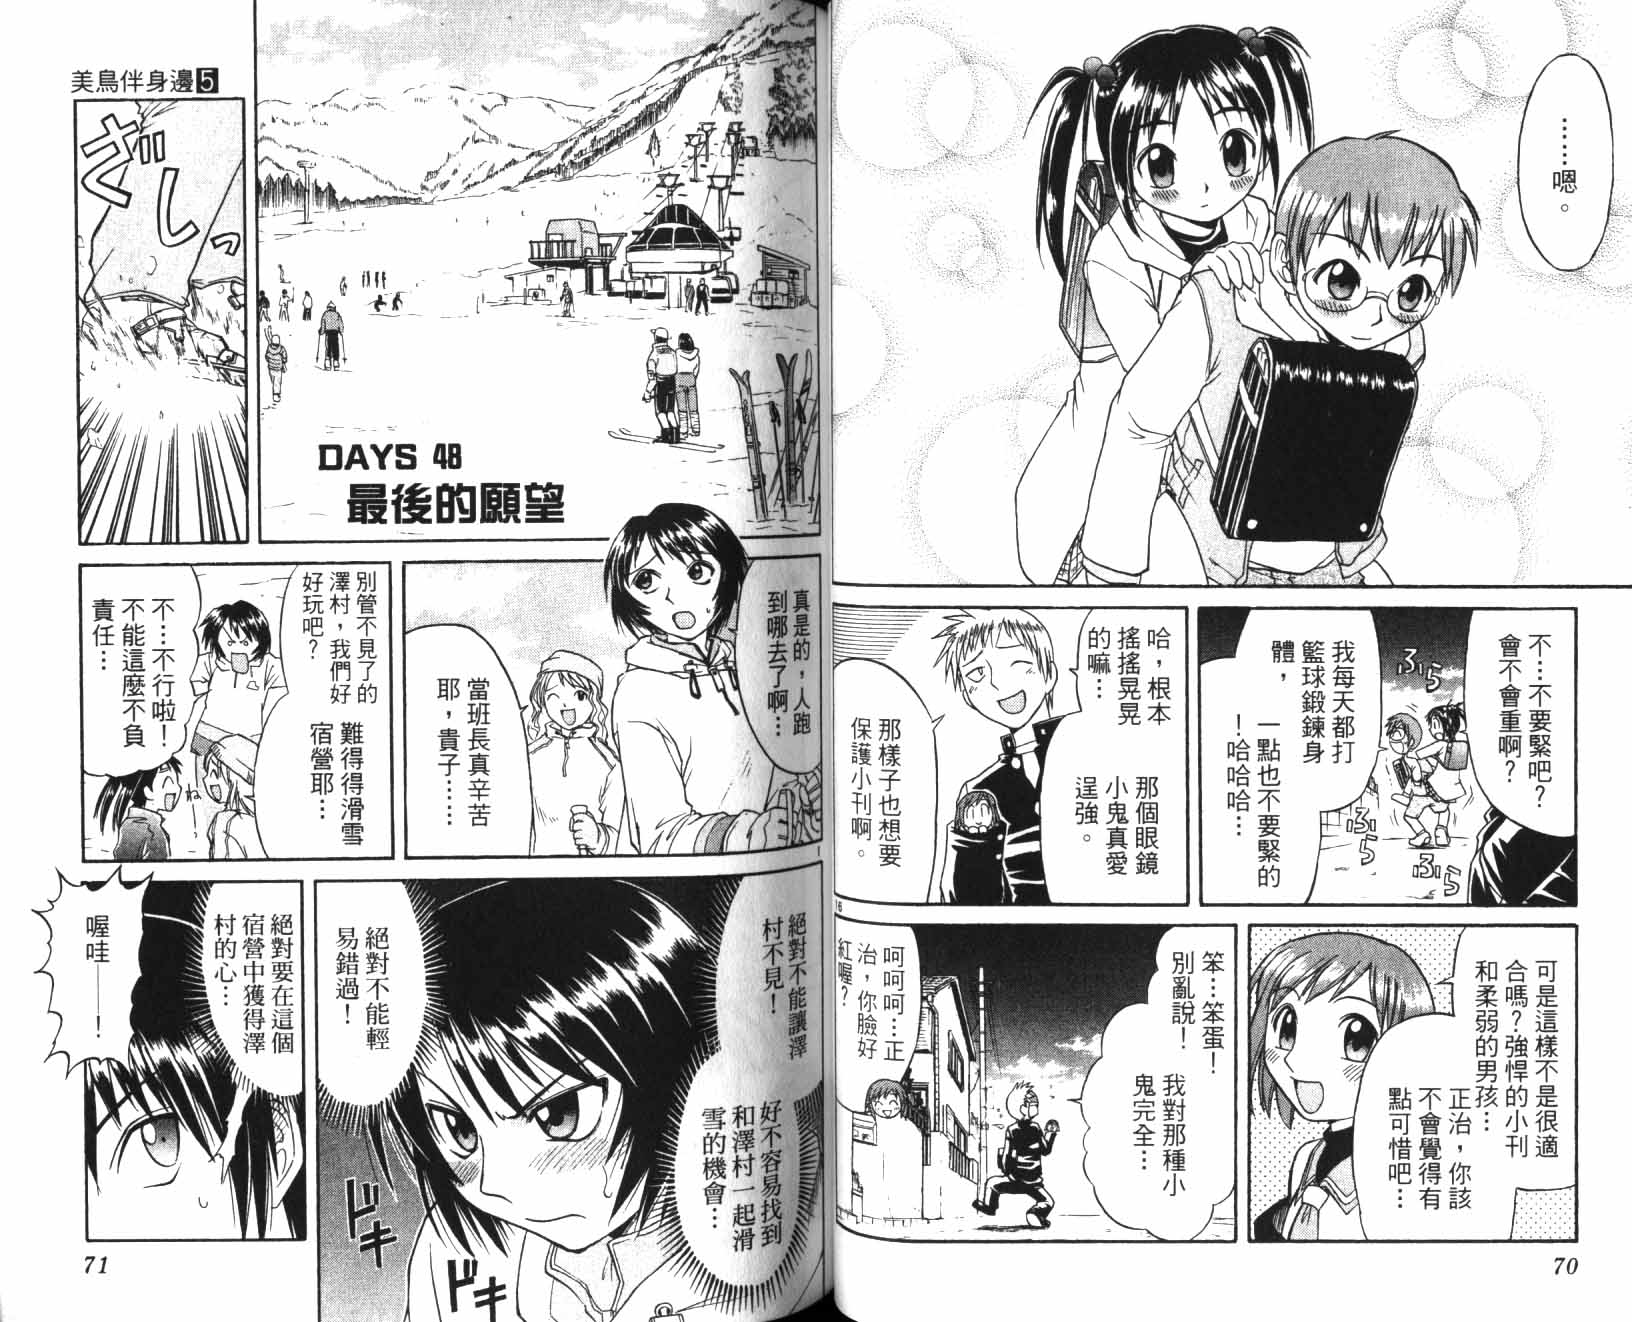 ……嗯。
不…不要緊吧?
會不會重啊?
ふら
ふら
ふら
ふら
我每天都打
籃球鍛鍊身
體,
一點也不要緊的
!哈哈哈…
哈,根本
搖搖晃晃
的嘛…
那個眼鏡
小鬼真愛
逞強。
那樣子也想要
保護小刊啊。
可是這樣不是很適
合嗎?強悍的小刊
和柔弱的男孩…
正治,你該
不會覺得有
點可惜吧…
笨…笨蛋!
別亂說!
我對那種小
鬼完全…
呵呵呵…正
治,你臉好
紅喔?
16
70
美鳥伴身邊5
DAYS 48
最後的願望
ざしっ
真是的,人跑
到哪去了啊…
當班長真辛苦
耶,貴子……
別管不見了的
澤村,我們好
好玩吧?
難得得滑雪
宿營耶…
ね
不…不行啦!
不能這麼不負
責任…
絕對不能讓澤
村不見!
好不容易找到
和澤村一起滑
雪的機會…
絕對不能輕
易錯過!
ドキ
ドキ
絕對要在這個
宿營中獲得澤
村的心…
喔哇——!
71